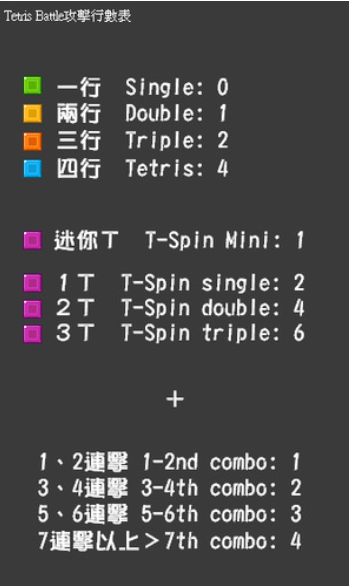 Tetris Battle攻擊行數表
一行 Single: 0
兩行 Double: 1
三行 Triple: 2
四行 Tetris: 4
迷你T T-Spin Mini: 1
1T T-Spin single: 2
2T T-Spin double: 4
3T T-Spin triple: 6
+
1、2連擊 1-2nd combo: 1
3、4連擊 3-4th combo: 2
5、6連擊 5-6th combo: 3
7連擊以上>7th combo: 4